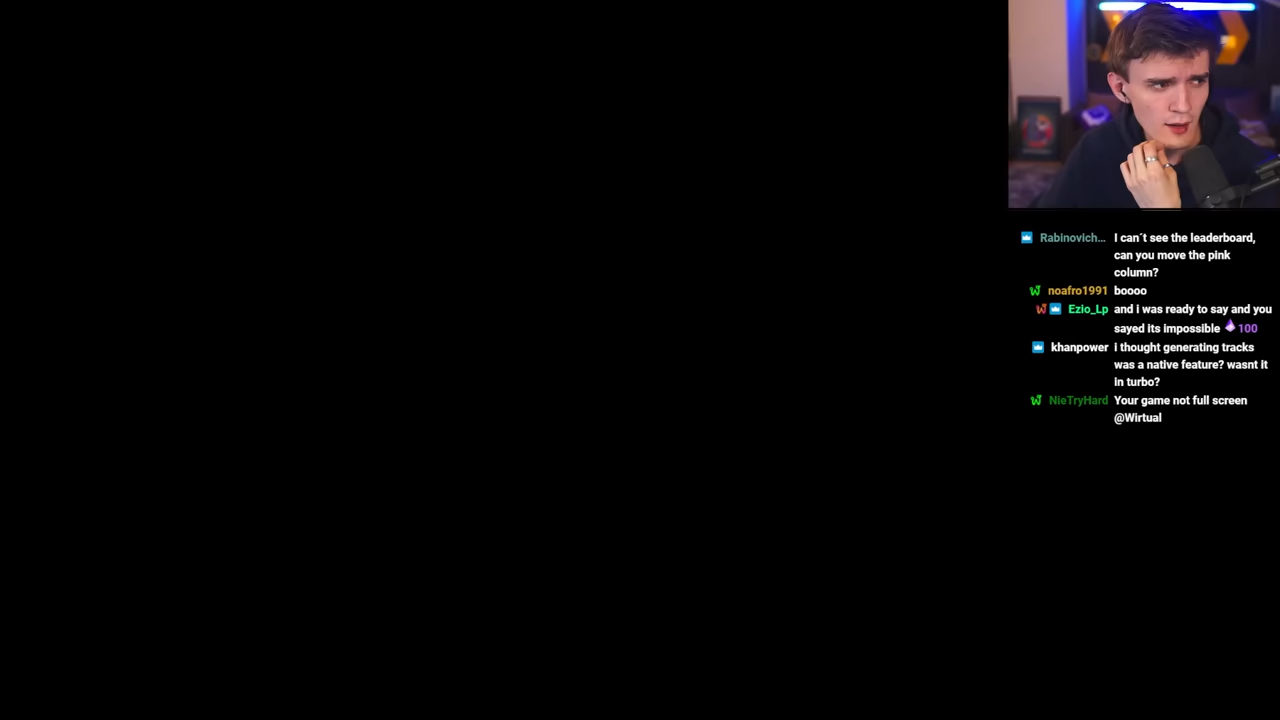 Rabinovich… I can´t see the leaderboard,
can you move the pink
column?
noafro1991 boooo
Ezio_Lp and i was ready to say and you
sayed its impossible 100
khanpower i thought generating tracks
was a native feature? wasnt it
in turbo?
NieTryHard Your game not full screen
@Wirtual